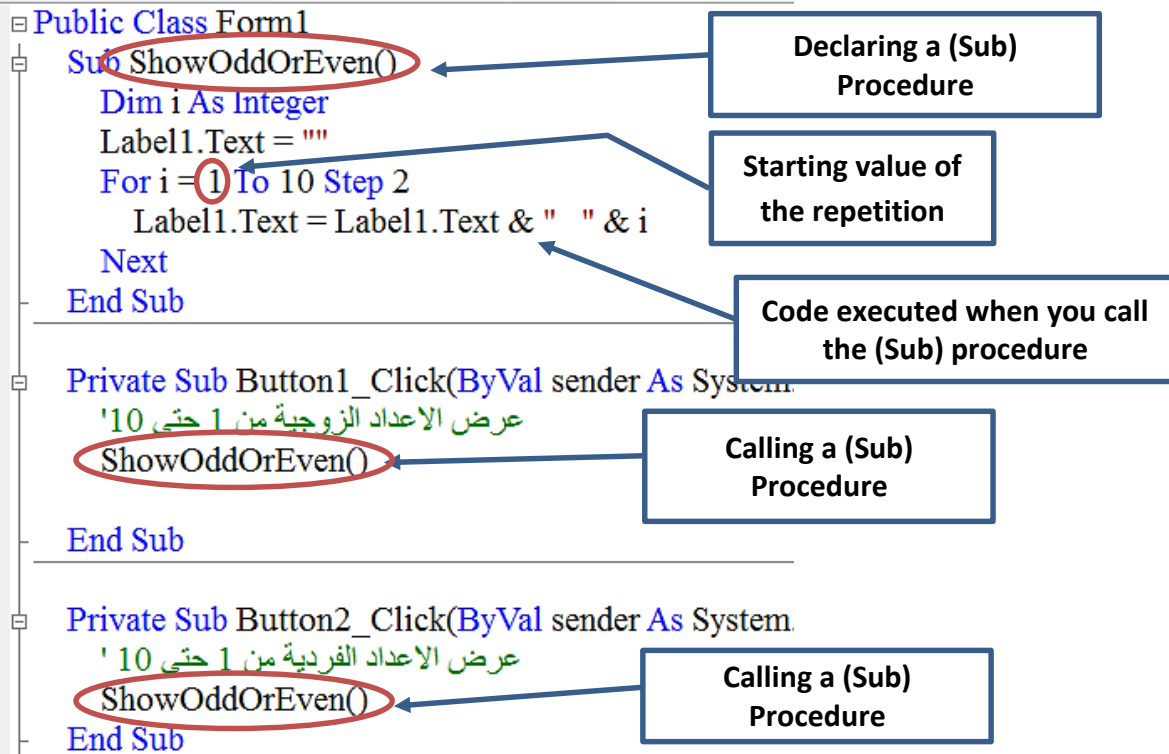 Public Class Form1
Sub ShowOddOrEven()
Dim i As Integer
Label1.Text = ""
For i = 1 To 10 Step 2
Label1.Text = Label1.Text & "   " & i
Next
End Sub
Private Sub Button1_Click(ByVal sender As System.
'عرض الاعداد الزوجية من 1 حتى 10
ShowOddOrEven()
End Sub
Private Sub Button2_Click(ByVal sender As System.
' عرض الاعداد الفردية من 1 حتى 10
ShowOddOrEven()
End Sub
Declaring a (Sub)
Procedure
Starting value of
the repetition
Code executed when you call
the (Sub) procedure
Calling a (Sub)
Procedure
Calling a (Sub)
Procedure